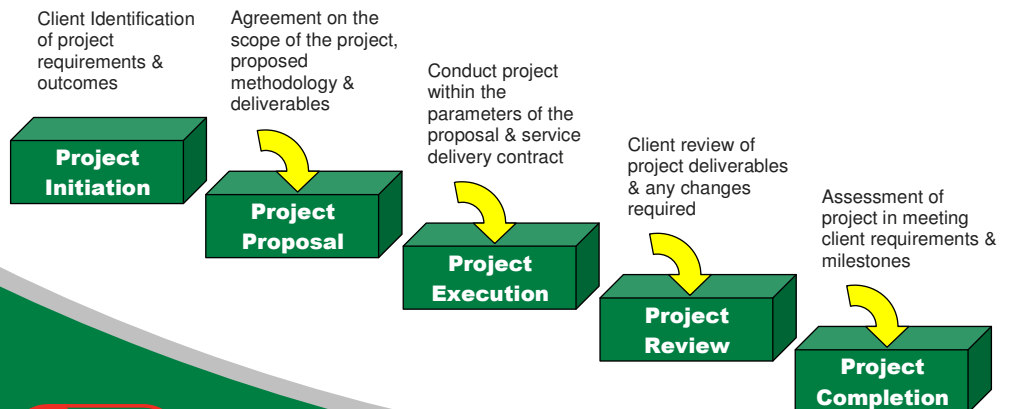 Client Identification
of project
requirements &
outcomes
Project
Initiation
Agreement on the
scope of the project,
proposed
methodology &
deliverables
Project
Proposal
Conduct project
within the
parameters of the
proposal & service
delivery contract
Project
Execution
Client review of
project deliverables
& any changes
required
Project
Review
Assessment of
project in meeting
client requirements &
milestones
Project
Completion